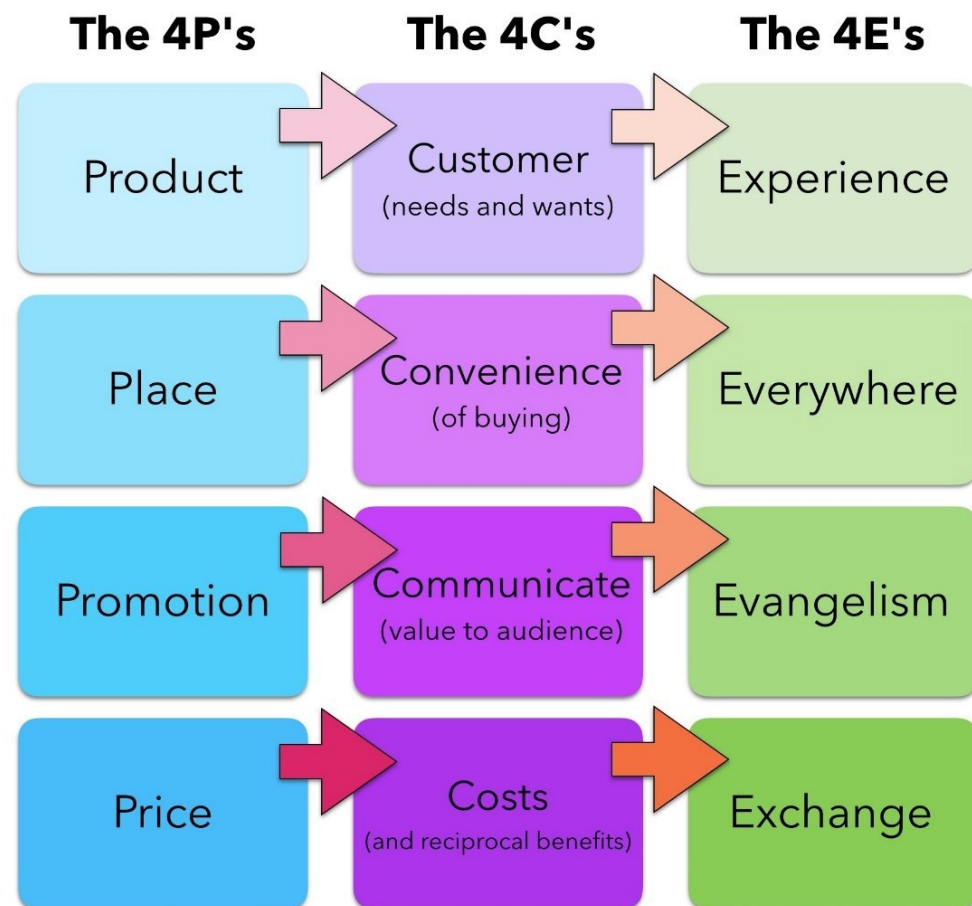 The 4P's
The 4C's
The 4E's
Product
Customer
(needs and wants)
Experience
Place
Convenience
(of buying)
Everywhere
Promotion
Communicate
(value to audience)
Evangelism
Price
Costs
(and reciprocal benefits)
Exchange